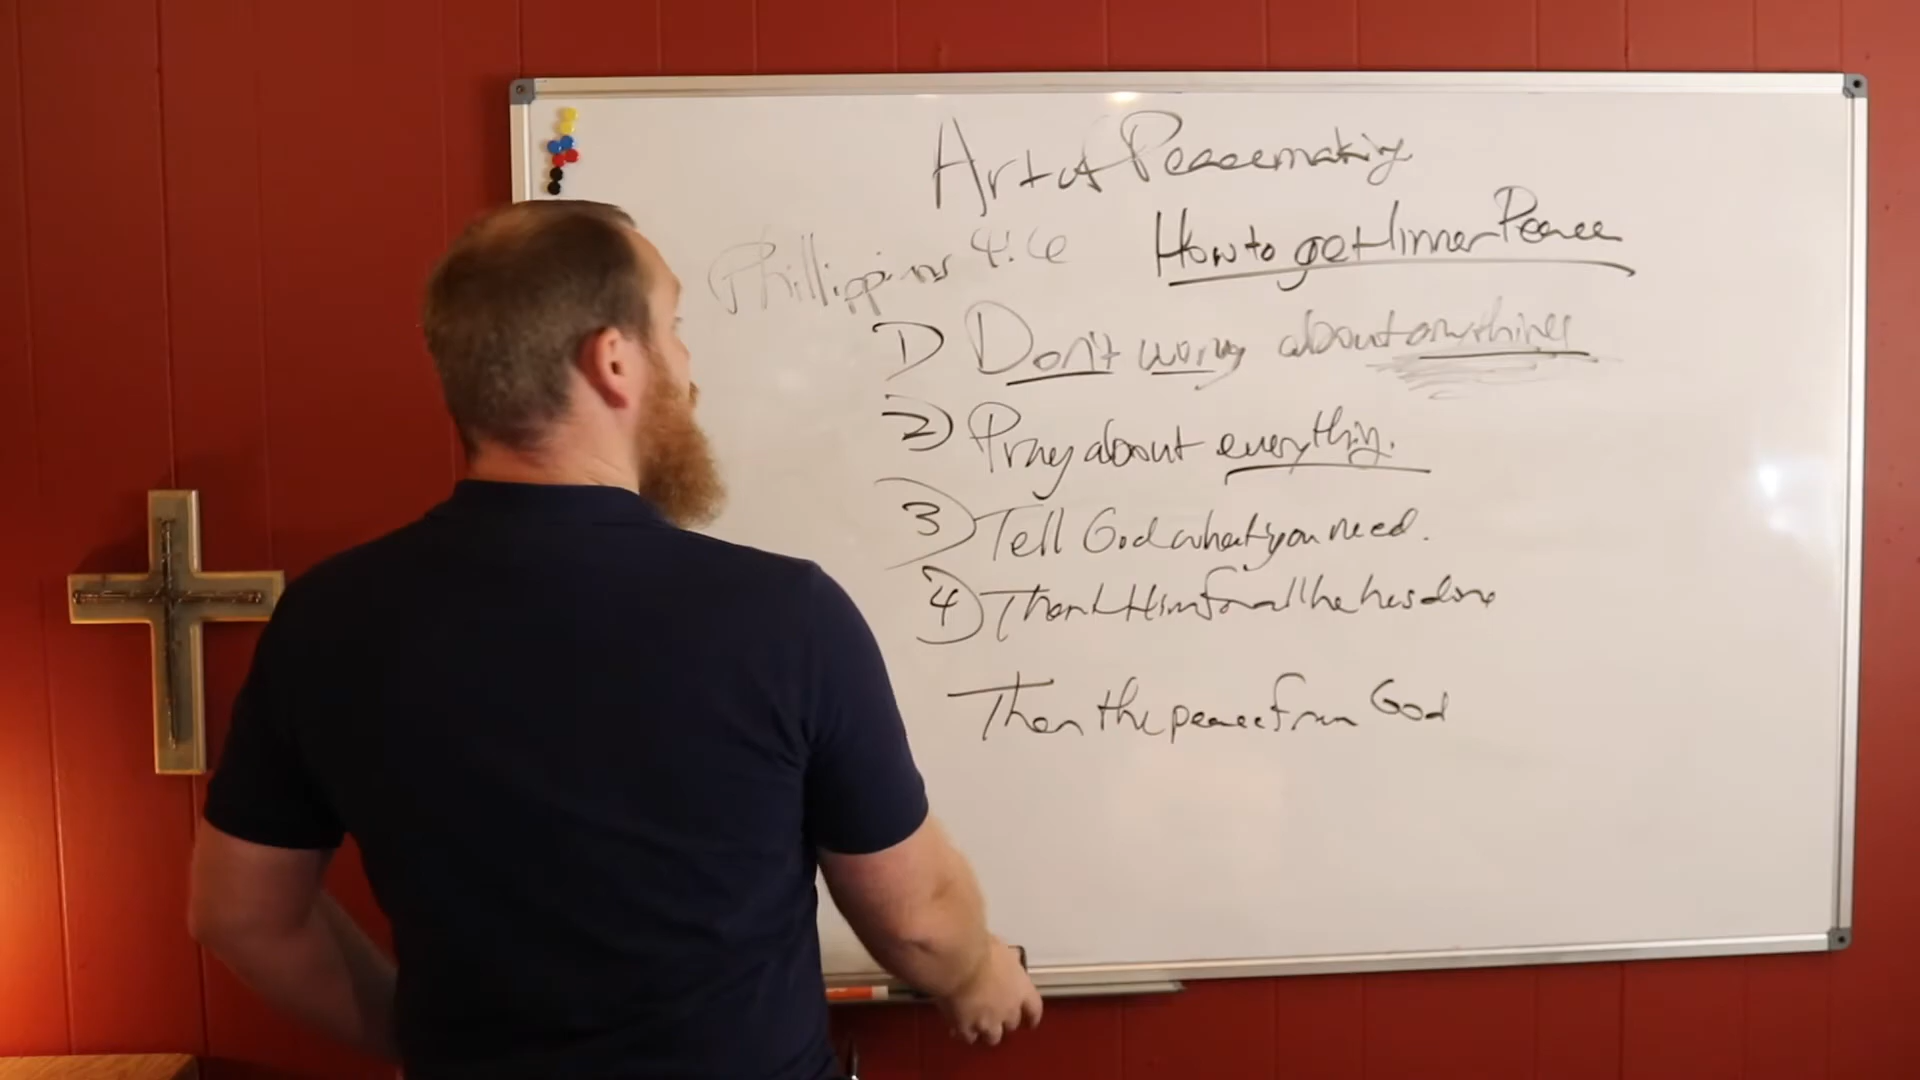 Art of Peacemaking
How to get Inner Peace
Phillippians 4:6
1) Don't worry about anything
2) Pray about everything.
3) Tell God what you need.
4) Thank Him for all he has done
Then the peace from God